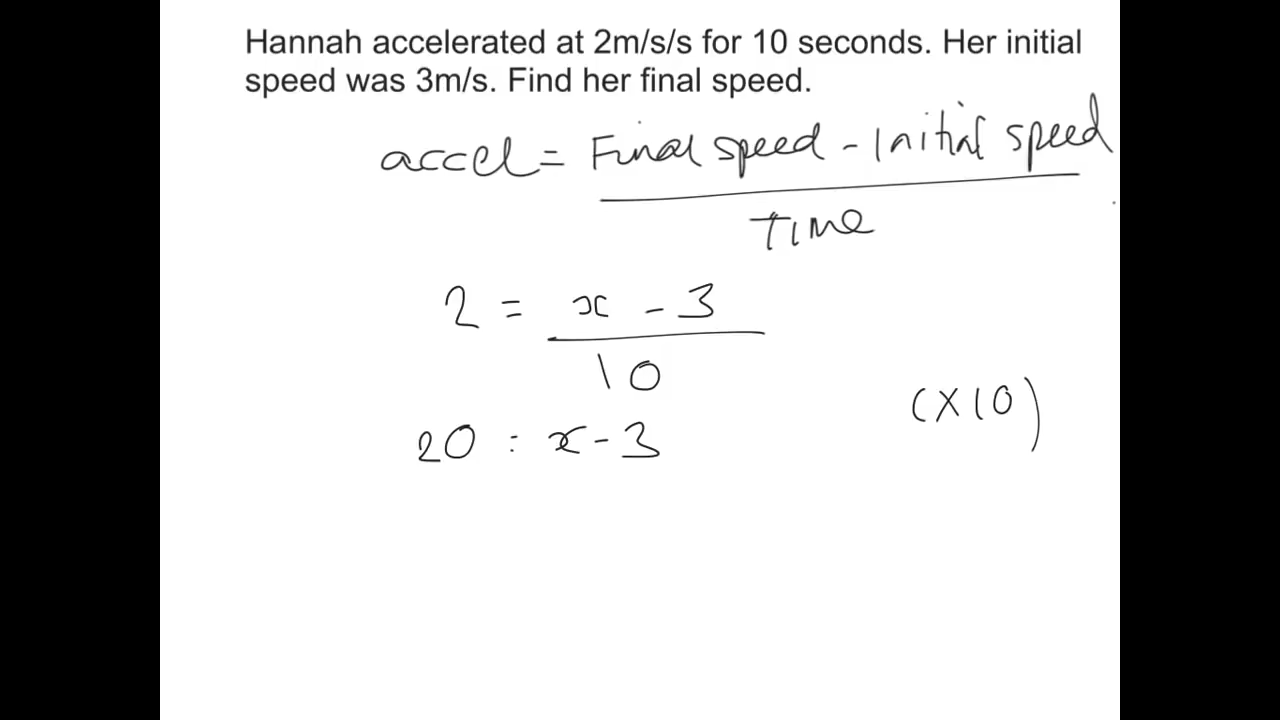 Hannah accelerated at 2m/s/s for 10 seconds. Her initial
speed was 3m/s. Find her final speed.
accel = Final speed - Initial speed
Time
2 = x - 3
10
(X10)
20 : x - 3